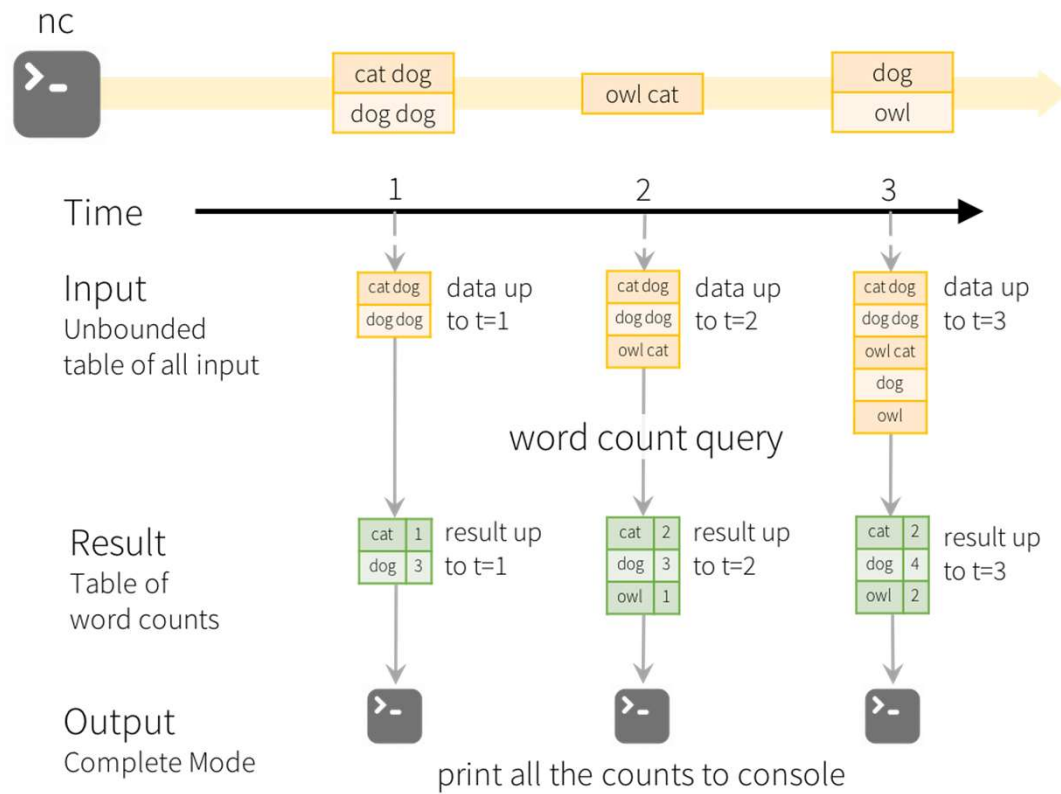 nc
cat dog
dog dog
owl cat
dog
owl
Time
1
2
3
Input
Unbounded
table of all input
cat dog
dog dog
data up
to t=1
cat dog
dog dog
owl cat
data up
to t=2
cat dog
dog dog
owl cat
dog
owl
data up
to t=3
word count query
Result
Table of
word counts
cat 1
dog 3
result up
to t=1
cat 2
dog 3
owl 1
result up
to t=2
cat 2
dog 4
owl 2
result up
to t=3
Output
Complete Mode
print all the counts to console